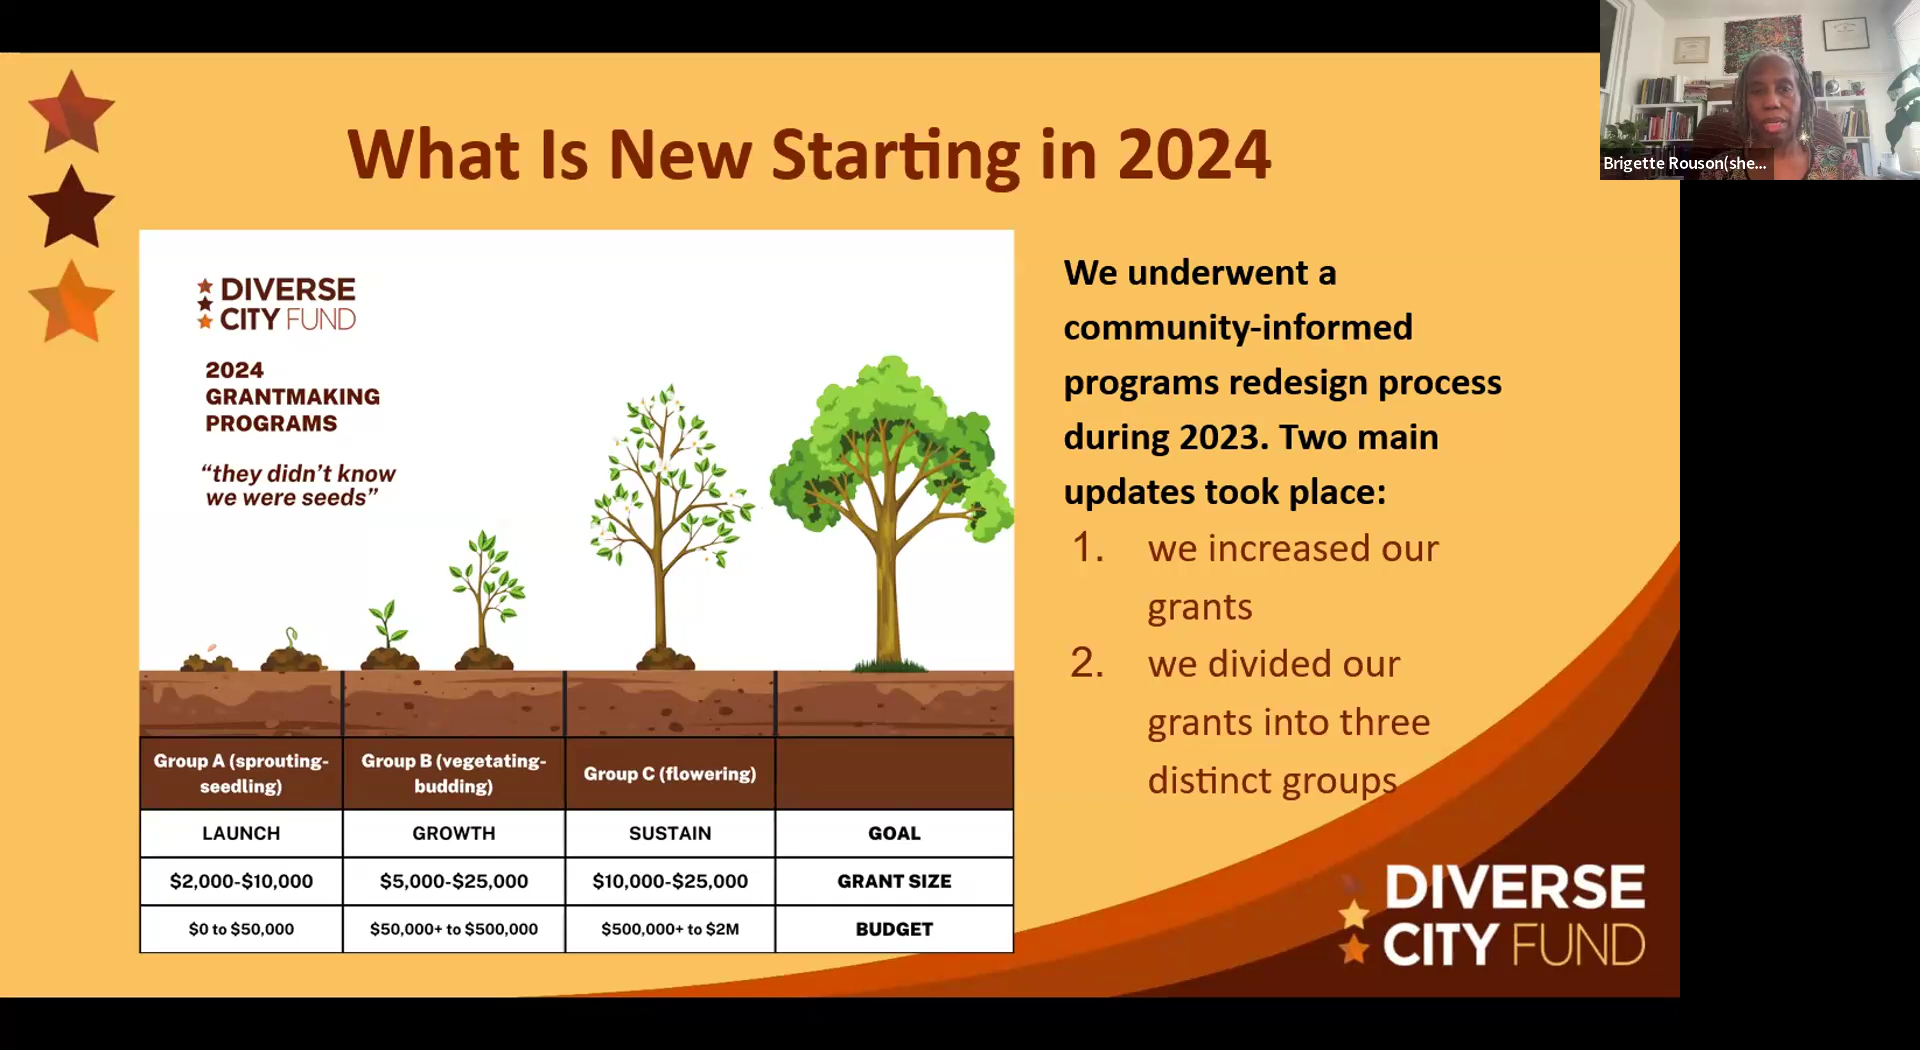 What Is New Starting in 2024
Brigette Rouson(she...
DIVERSE
CITY FUND
2024
GRANTMAKING
PROGRAMS
“they didn’t know
we were seeds”
Group A (sprouting-
seedling)
Group B (vegetating-
budding)
Group C (flowering)
LAUNCH GROWTH SUSTAIN GOAL
$2,000-$10,000 $5,000-$25,000 $10,000-$25,000 GRANT SIZE
$0 to $50,000 $50,000+ to $500,000 $500,000+ to $2M BUDGET
We underwent a
community-informed
programs redesign process
during 2023. Two main
updates took place:
1. we increased our
grants
2. we divided our
grants into three
distinct groups
DIVERSE
CITY FUND